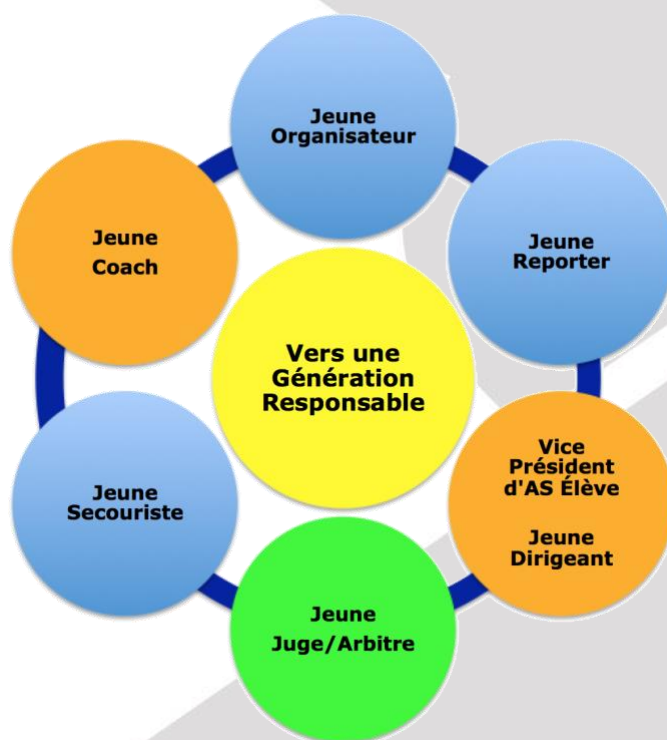 Jeune
Organisateur
Jeune
Reporter
Vice
Président
d'AS Élève
Jeune
Dirigeant
Jeune
Juge/Arbitre
Jeune
Secouriste
Jeune
Coach
Vers une
Génération
Responsable